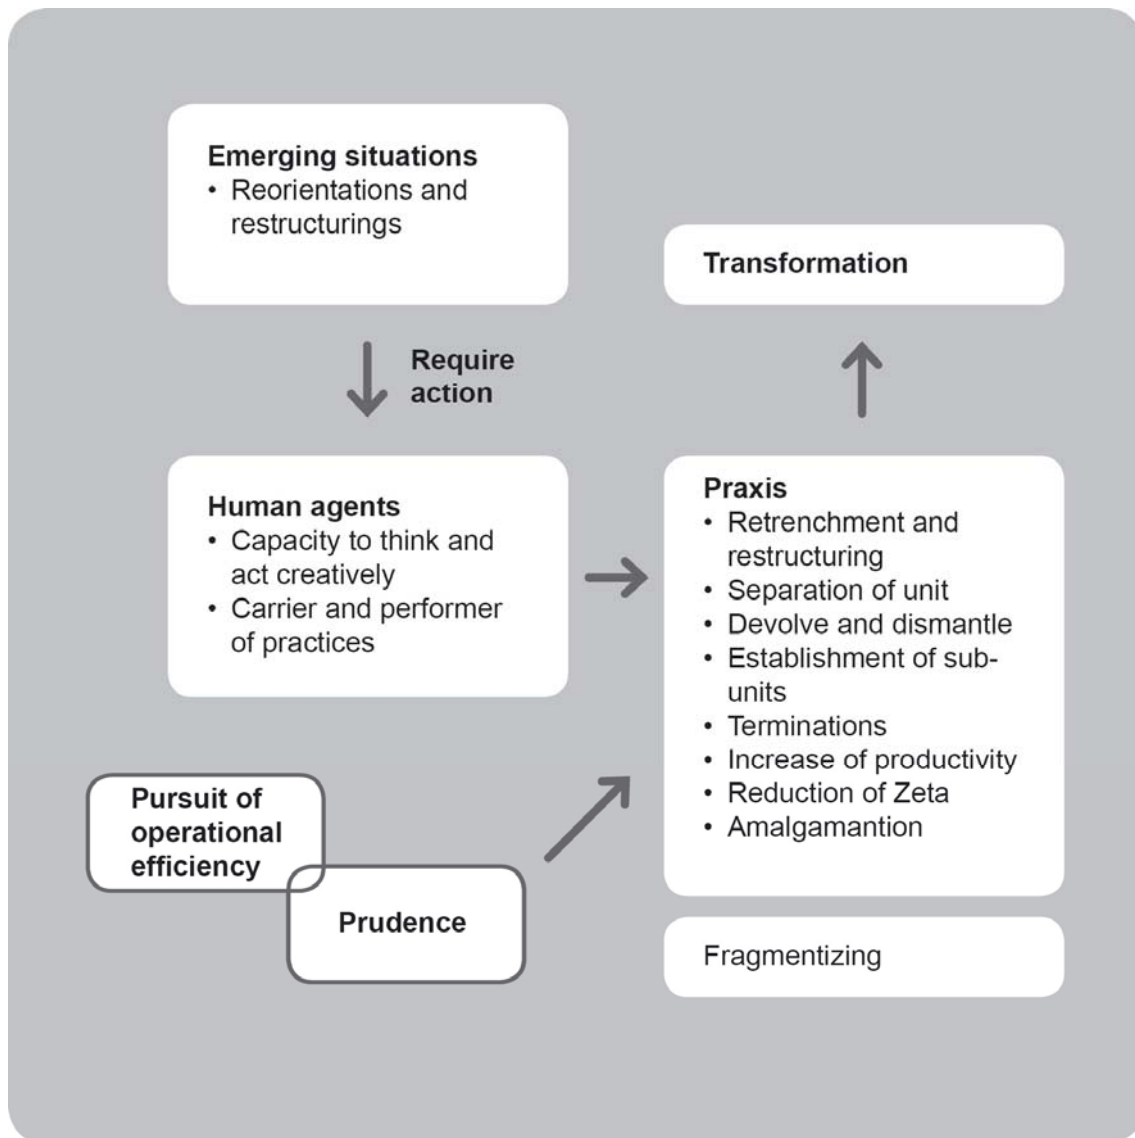 Emerging situations
• Reorientations and
restructurings
Require
action
Human agents
• Capacity to think and
act creatively
• Carrier and performer
of practices
Pursuit of
operational
efficiency
Prudence
Transformation
Praxis
• Retrenchment and
restructuring
• Separation of unit
• Devolve and dismantle
• Establishment of sub-
units
• Terminations
• Increase of productivity
• Reduction of Zeta
• Amalgamantion
Fragmentizing